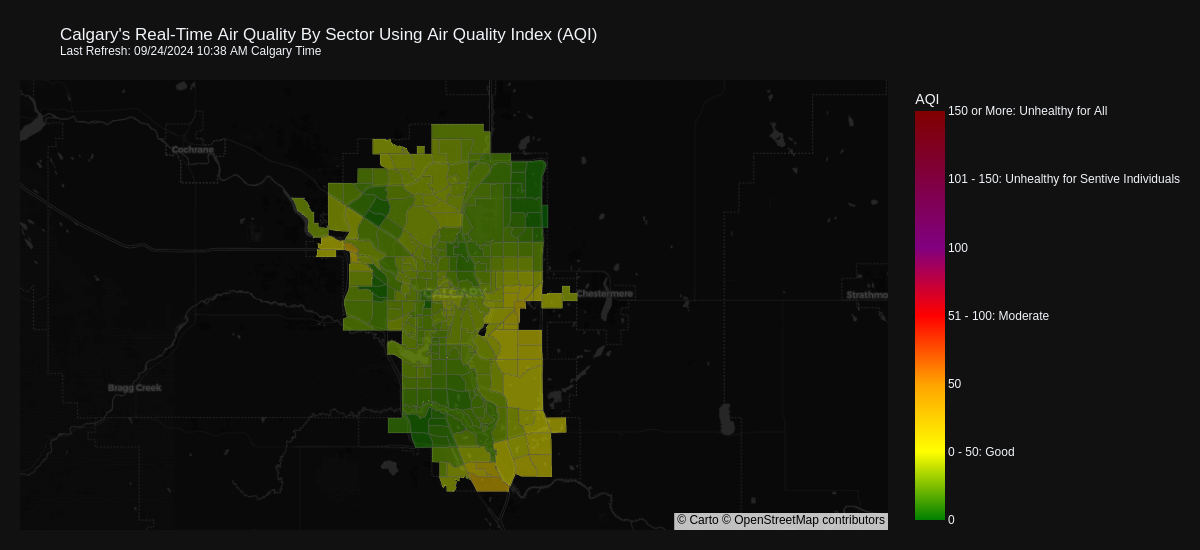 Calgary's Real-Time Air Quality By Sector Using Air Quality Index (AQI)
Last Refresh: 09/24/2024 10:38 AM Calgary Time
AQI
150 or More: Unhealthy for All
101 - 150: Unhealthy for Sentive Individuals
100
51 - 100: Moderate
50
0 - 50: Good
0
Cochrane
CALGARY
Chestermere
Strathmo
Bragg Creek
© Carto © OpenStreetMap contributors